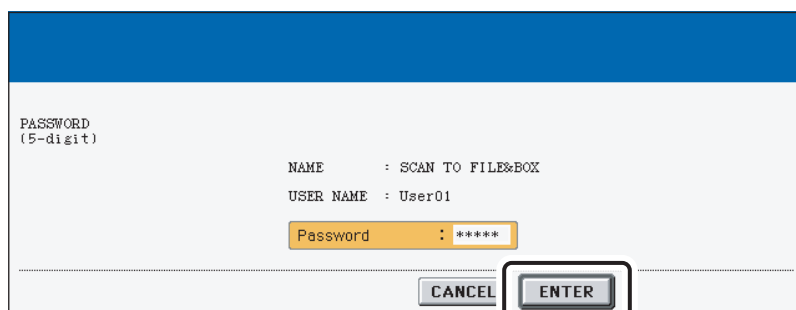 PASSWORD
(5-digit)
NAME : SCAN TO FILE&BOX
USER NAME : User01
Password : *****
CANCEL ENTER